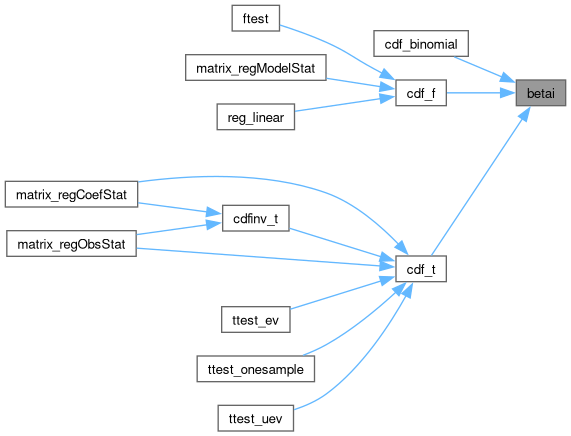 ftest
cdf_binomial
matrix_regModelStat
cdf_f
betai
reg_linear
matrix_regCoefStat
cdfinv_t
matrix_regObsStat
cdf_t
ttest_ev
ttest_onesample
ttest_uev